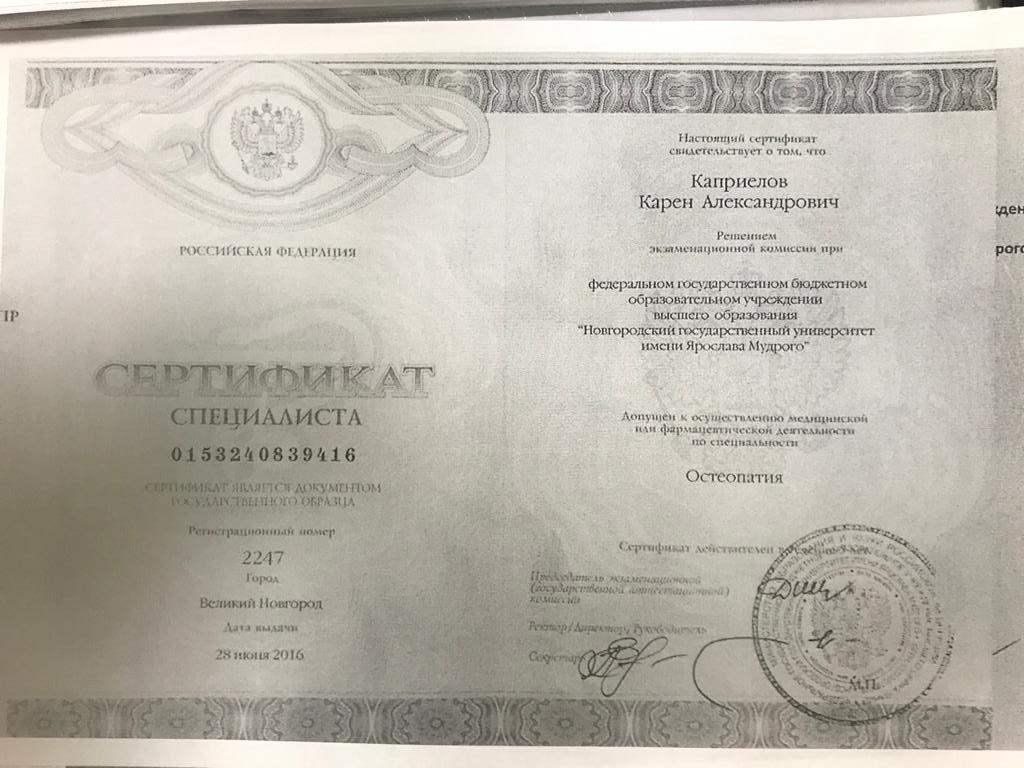 РОССИЙСКАЯ ФЕДЕРАЦИЯ
СЕРТИФИКАТ
СПЕЦИАЛИСТА
0153240839416
СЕРТИФИКАТ ЯВЛЯЕТСЯ ДОКУМЕНТОМ
ГОСУДАРСТВЕННОГО ОБРАЗЦА
Регистрационный номер
2247
Город
Великий Новгород
Дата выдачи
28 июня 2016
Настоящий сертификат
свидетельствует о том, что
Каприелов
Карен Александрович
Решением
экзаменационной комиссии при
федеральном государственном бюджетном
образовательном учреждении
высшего образования
"Новгородский государственный университет
имени Ярослава Мудрого"
Допущен к осуществлению медицинской
или фармацевтической деятельности
по специальности
Остеопатия
Сертификат действителен в
Председатель экзаменационной
(государственной аттестационной)
комиссии
Ректор/Директор/Руководитель
Секретарь
М.П.